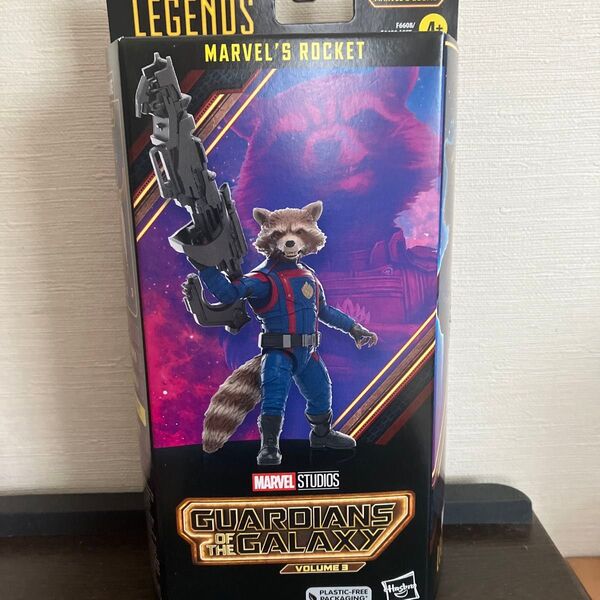 LEGENDS
F6608/
4+
MARVEL'S ROCKET
MARVEL STUDIOS
GUARDIANS
OF THE GALAXY
VOLUME 3
PLASTIC-FREE
PACKAGING
Hasbro